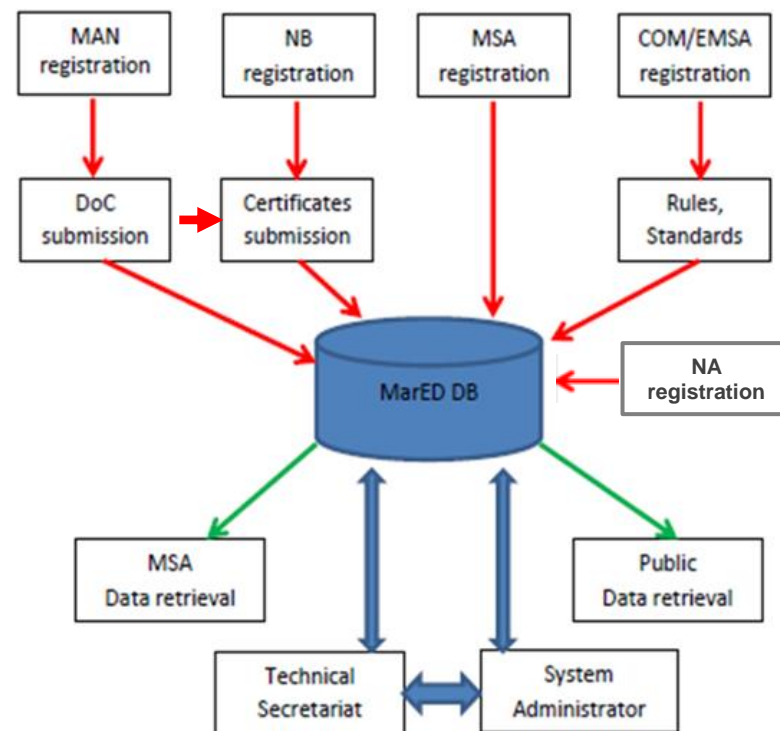 MAN
registration
NB
registration
MSA
registration
COM/EMSA
registration
DoC
submission
Certificates
submission
Rules,
Standards
MarED DB
NA
registration
MSA
Data retrieval
Public
Data retrieval
Technical
Secretariat
System
Administrator